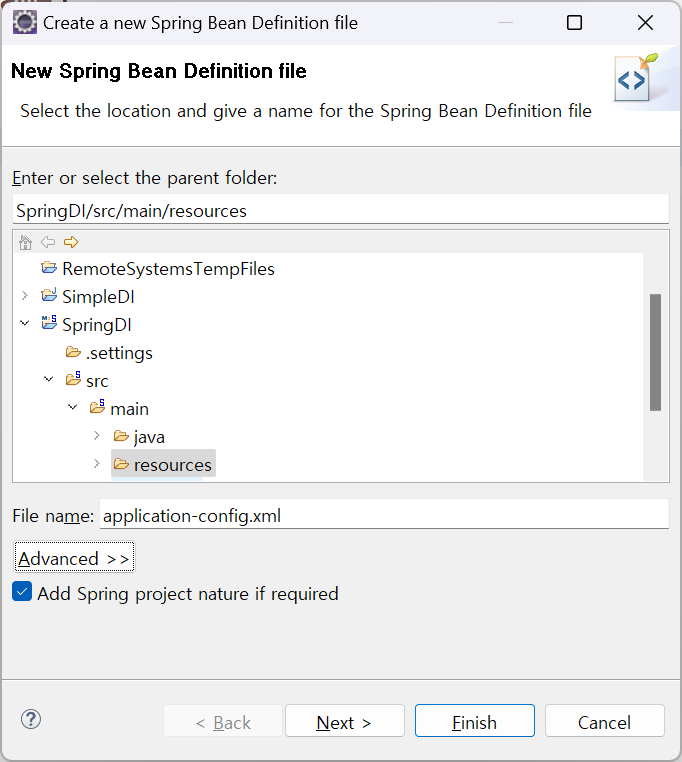 Create a new Spring Bean Definition file
New Spring Bean Definition file
Select the location and give a name for the Spring Bean Definition file
Enter or select the parent folder:
SpringDI/src/main/resources
RemoteSystemsTempFiles
SimpleDI
SpringDI
.settings
src
main
java
resources
File name: application-config.xml
Advanced >>
Add Spring project nature if required
< Back Next > Finish Cancel